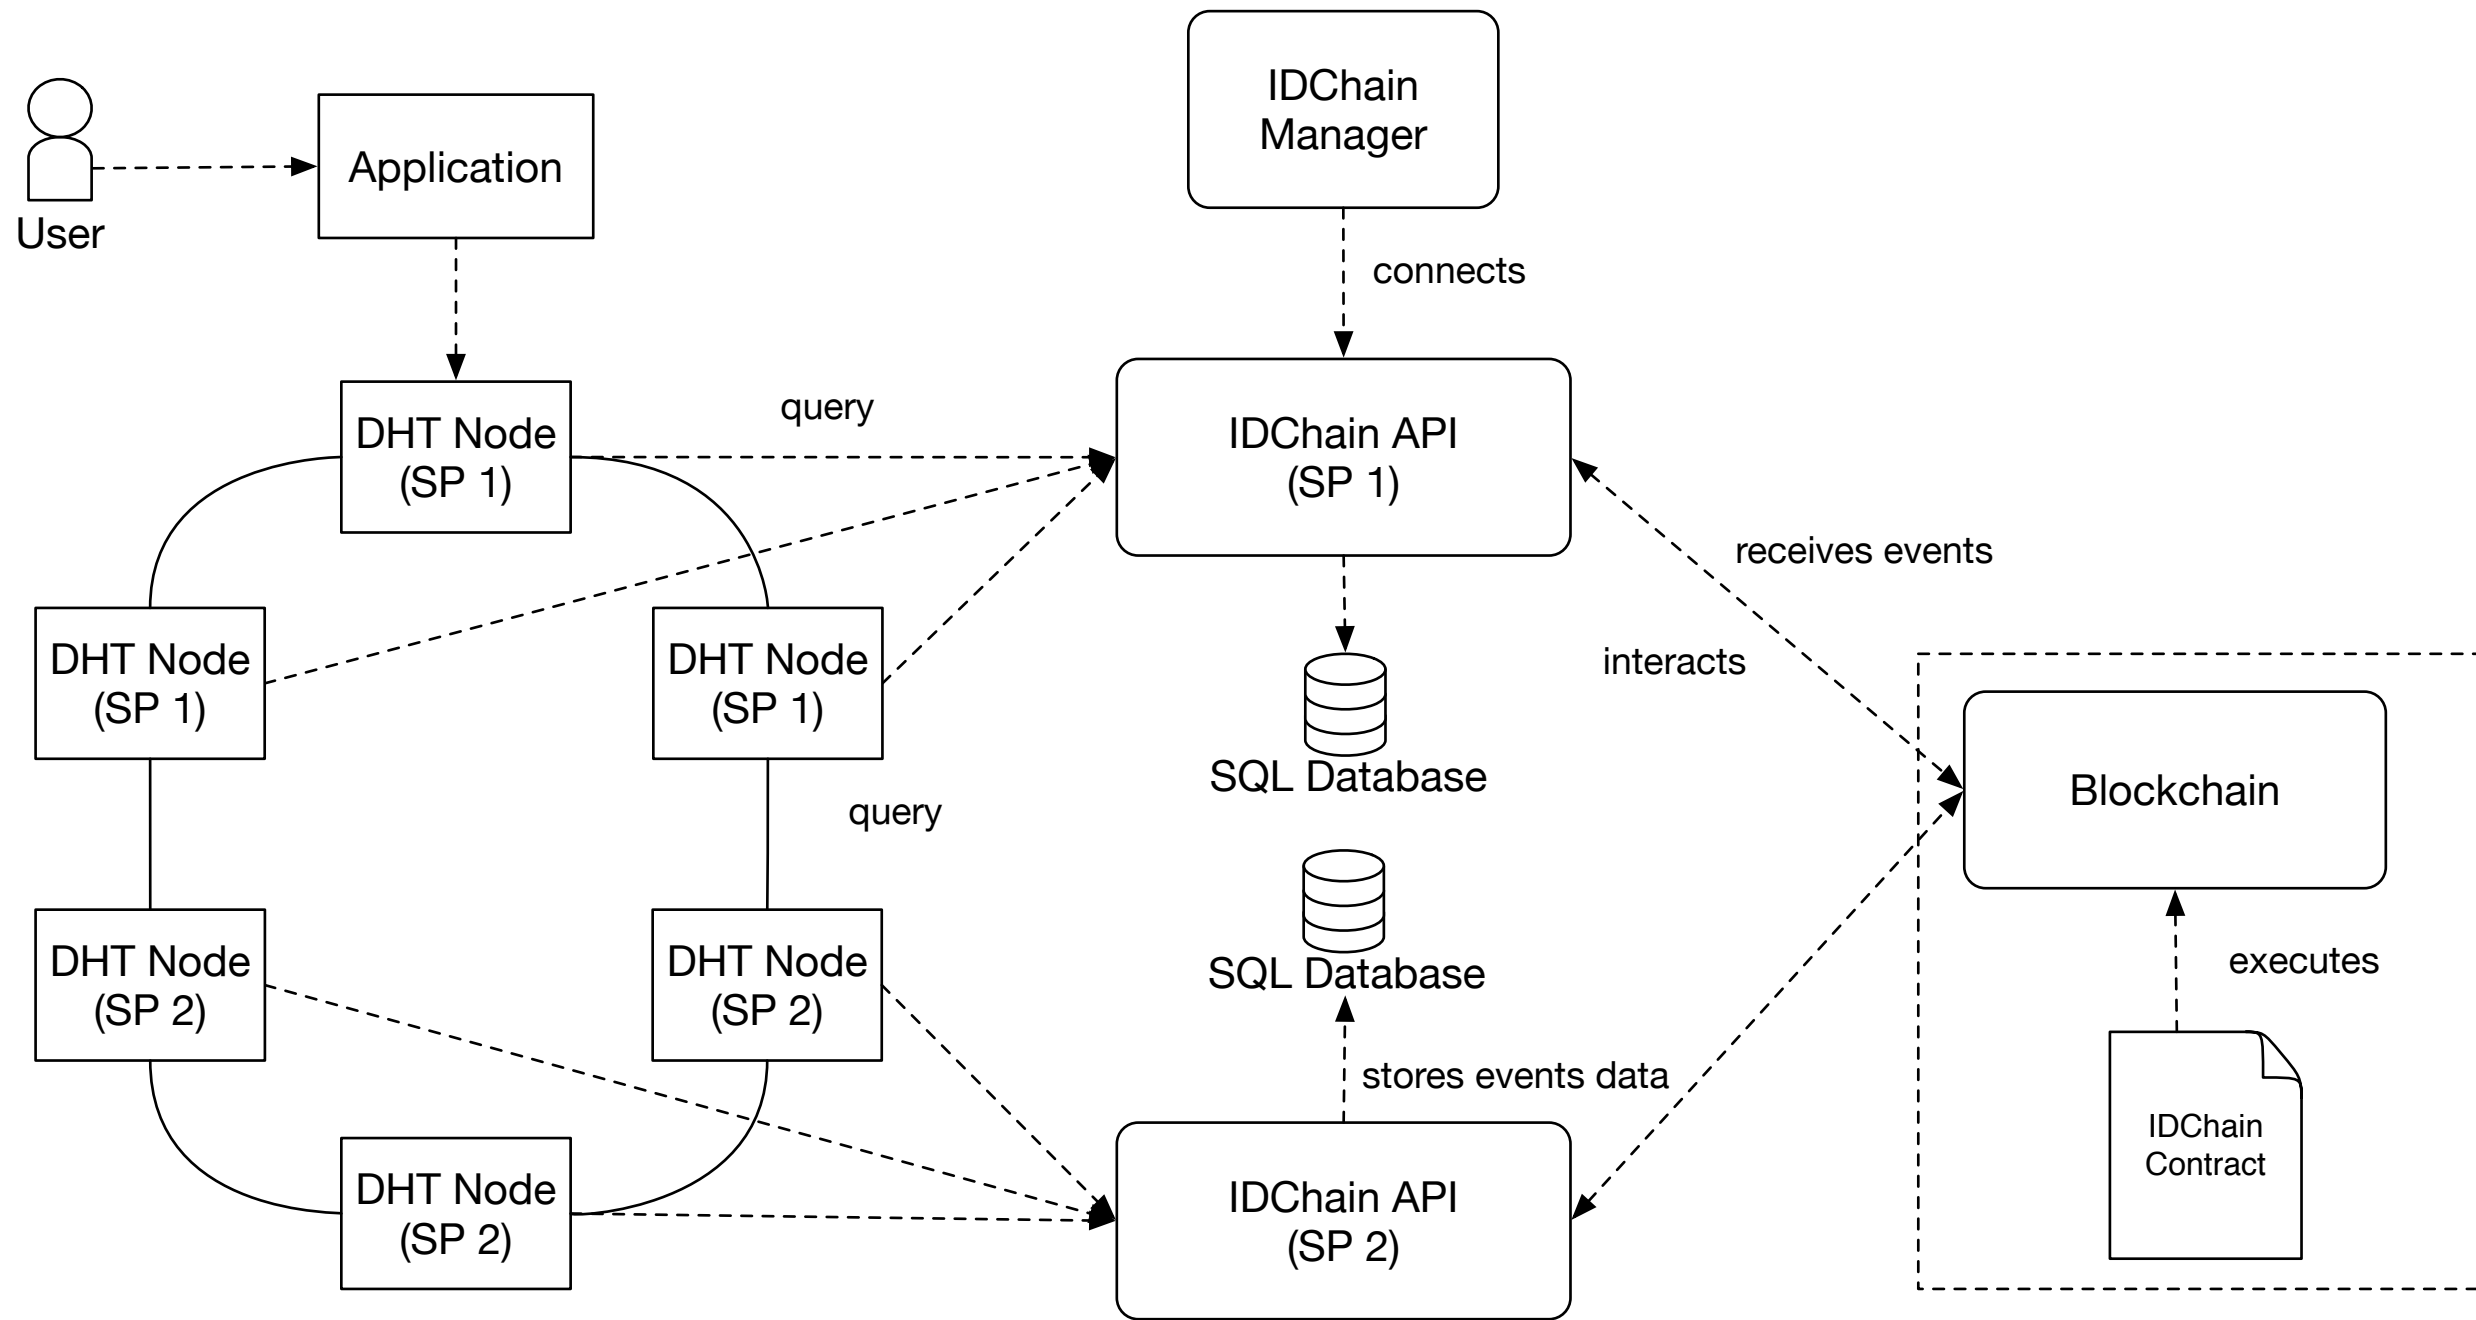 IDChain
Manager
Application
User
connects
query
DHT Node
(SP 1)
IDChain API
(SP 1)
receives events
interacts
DHT Node
(SP 1)
DHT Node
(SP 1)
SQL Database
query
Blockchain
DHT Node
(SP 2)
DHT Node
(SP 2)
SQL Database
executes
stores events data
IDChain
Contract
DHT Node
(SP 2)
IDChain API
(SP 2)